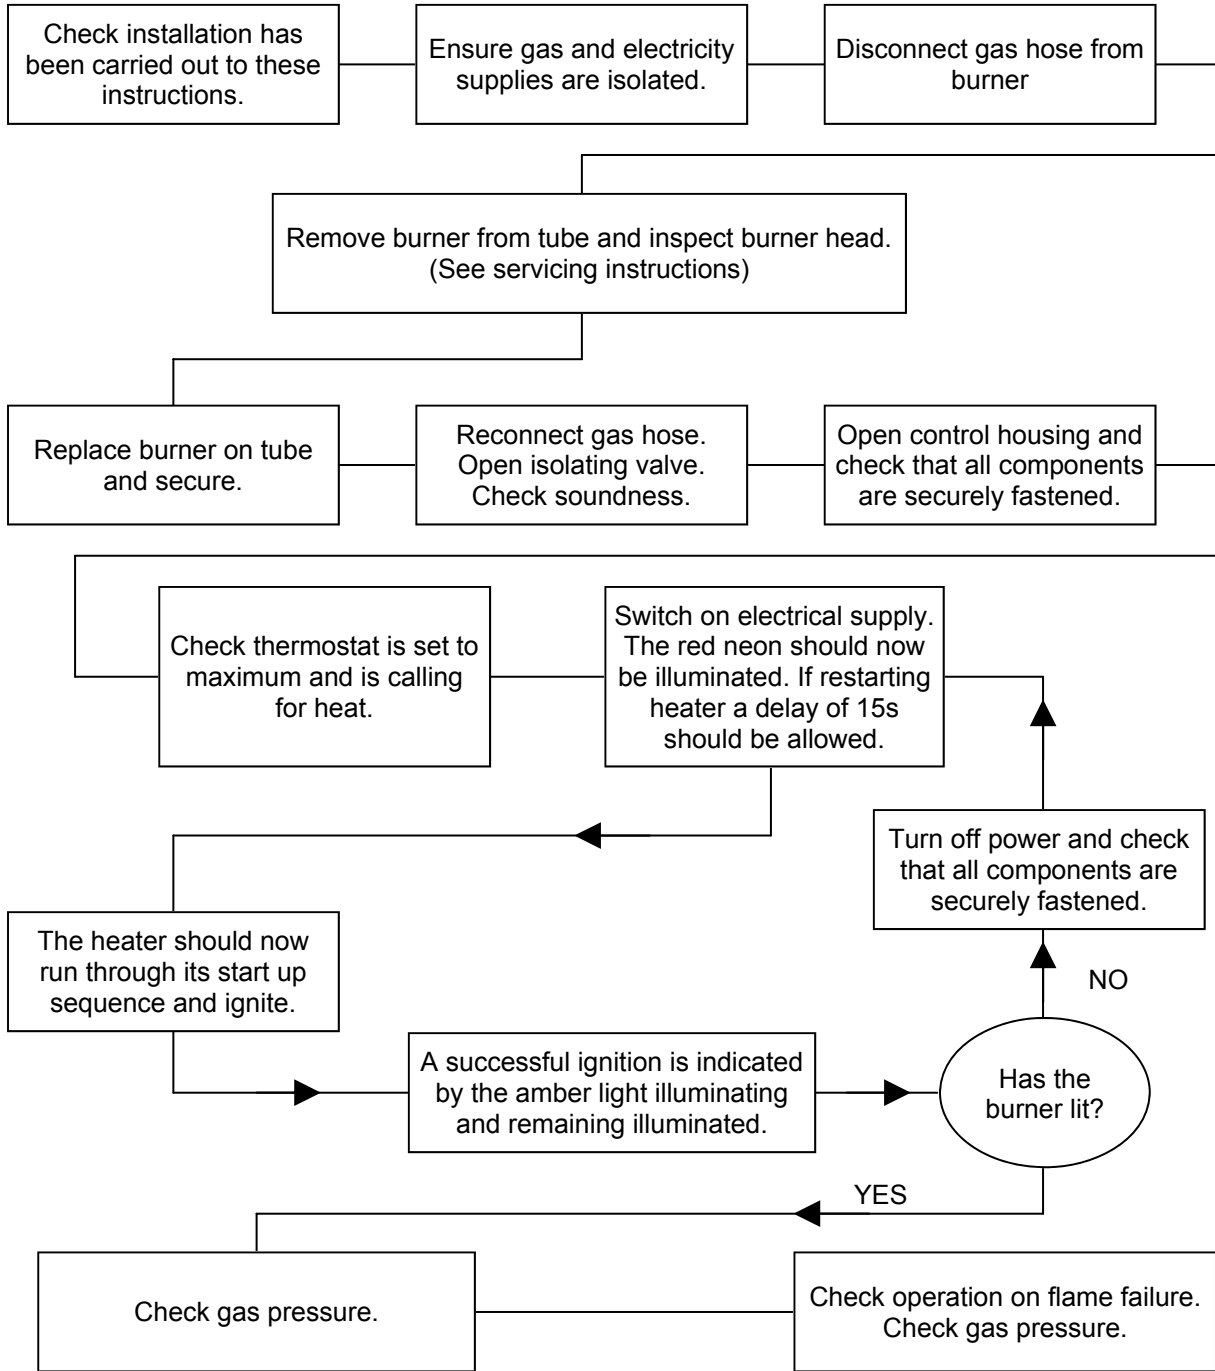 Check installation has
been carried out to these
instructions.
Ensure gas and electricity
supplies are isolated.
Disconnect gas hose from
burner
Remove burner from tube and inspect burner head.
(See servicing instructions)
Replace burner on tube
and secure.
Reconnect gas hose.
Open isolating valve.
Check soundness.
Open control housing and
check that all components
are securely fastened.
Check thermostat is set to
maximum and is calling
for heat.
Switch on electrical supply.
The red neon should now
be illuminated. If restarting
heater a delay of 15s
should be allowed.
The heater should now
run through its start up
sequence and ignite.
A successful ignition is indicated
by the amber light illuminating
and remaining illuminated.
Has the
burner lit?
NO
Turn off power and check
that all components are
securely fastened.
YES
Check gas pressure.
Check operation on flame failure.
Check gas pressure.